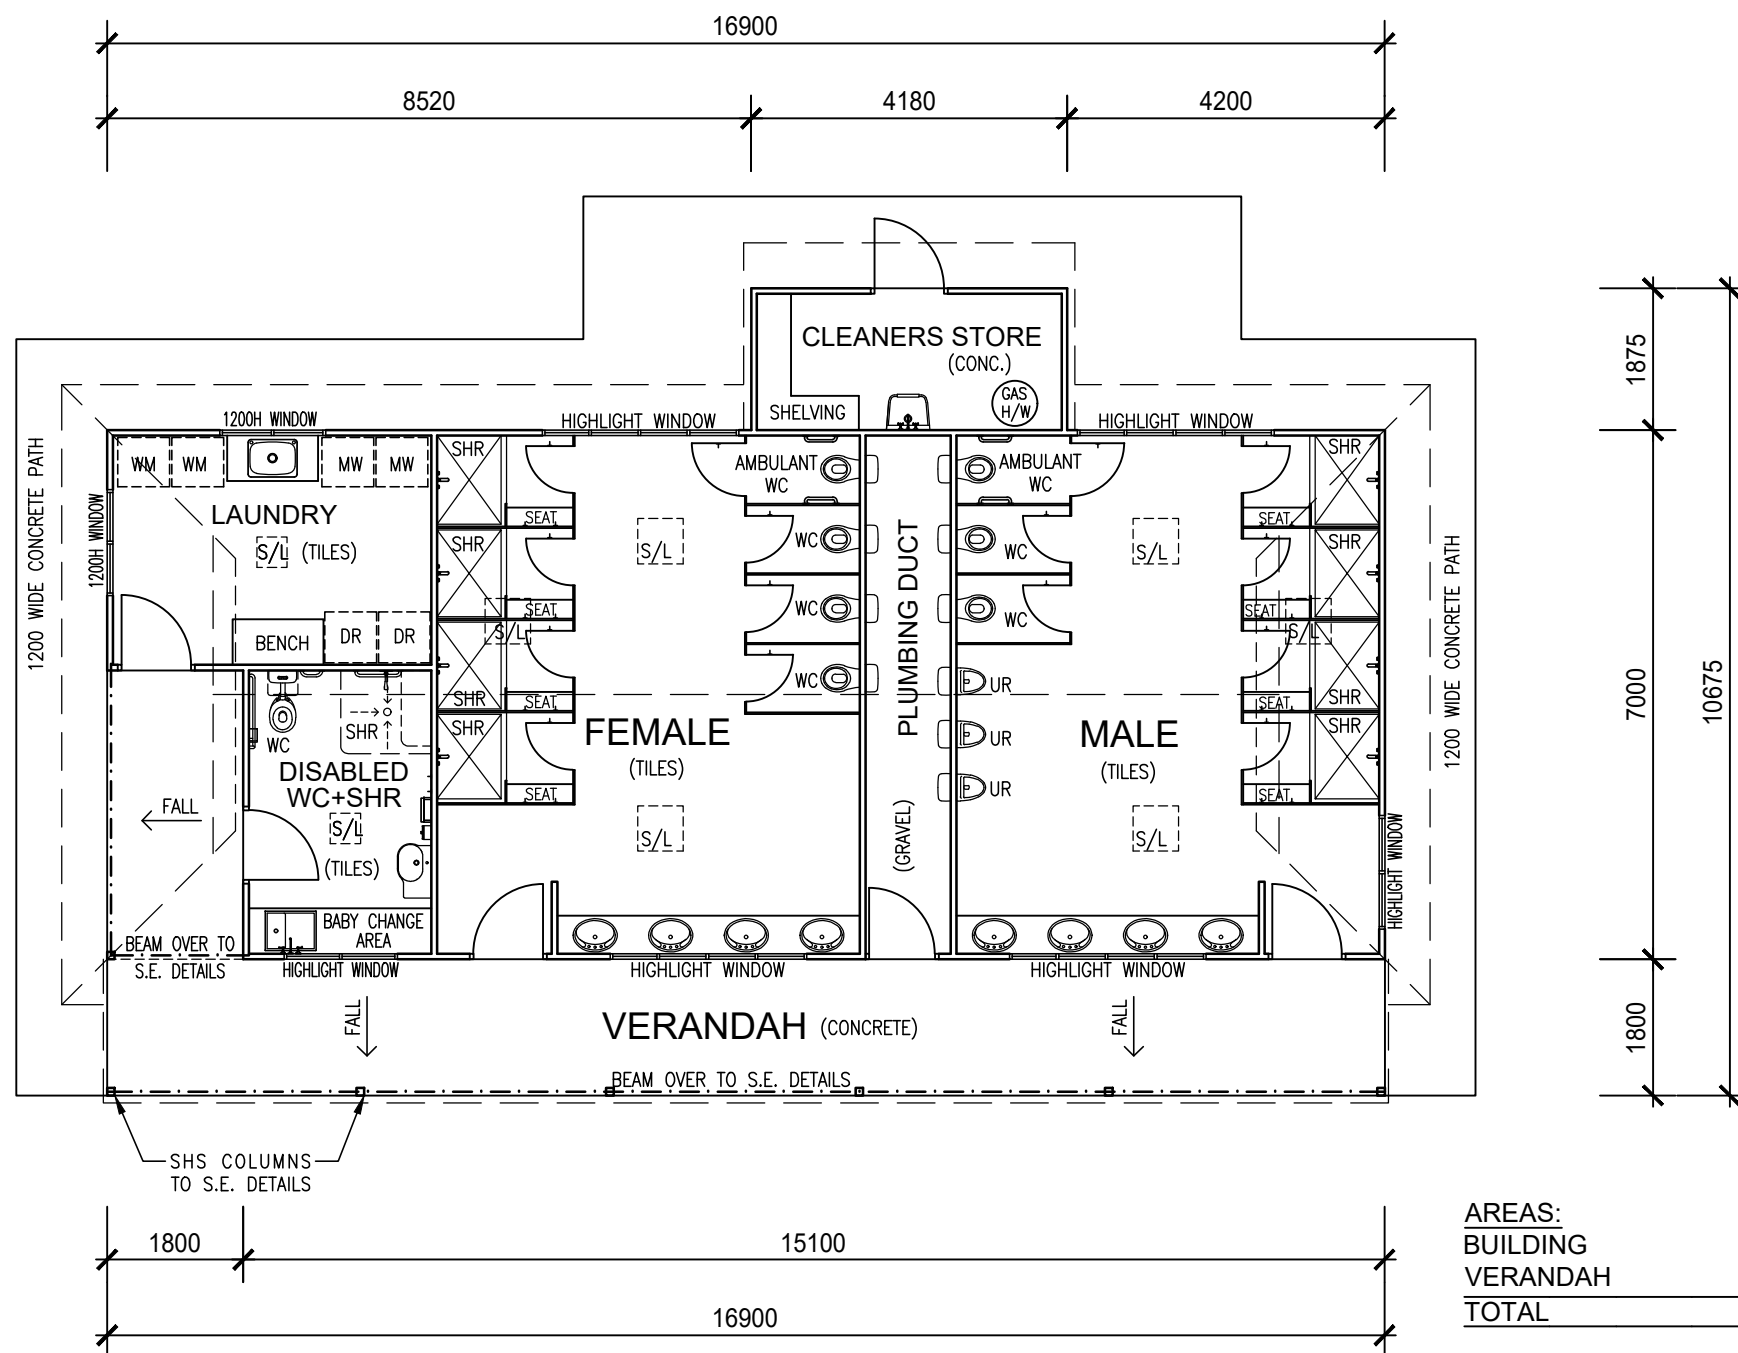 16900
8520 4180 4200
CLEANERS STORE
(CONC.)
SHELVING
GAS
H/W
1875
7000
10675
1800
1200 WIDE CONCRETE PATH
1200H WINDOW
HIGHLIGHT WINDOW
HIGHLIGHT WINDOW
1200H WINDOW
WM WM MW MW
LAUNDRY
S/L (TILES)
BENCH DR DR
SHR
SEAT
SHR
SEAT
S/L
SHR
SEAT
SHR
SEAT
AMBULANT
WC
WC
WC
WC
S/L
FEMALE
(TILES)
S/L
PLUMBING DUCT
(GRAVEL)
AMBULANT
WC
WC
WC
UR
UR
UR
S/L
MALE
(TILES)
S/L
SHR
SEAT
SHR
SEAT
S/L
SHR
SEAT
SHR
SEAT
1200 WIDE CONCRETE PATH
HIGHLIGHT WINDOW
WC
SHR
DISABLED
WC+SHR
S/L
(TILES)
FALL
BABY CHANGE
AREA
BEAM OVER TO
S.E. DETAILS
HIGHLIGHT WINDOW
HIGHLIGHT WINDOW
HIGHLIGHT WINDOW
FALL
VERANDAH (CONCRETE)
FALL
BEAM OVER TO S.E. DETAILS
SHS COLUMNS
TO S.E. DETAILS
1800 15100
16900
AREAS:
BUILDING
VERANDAH
TOTAL